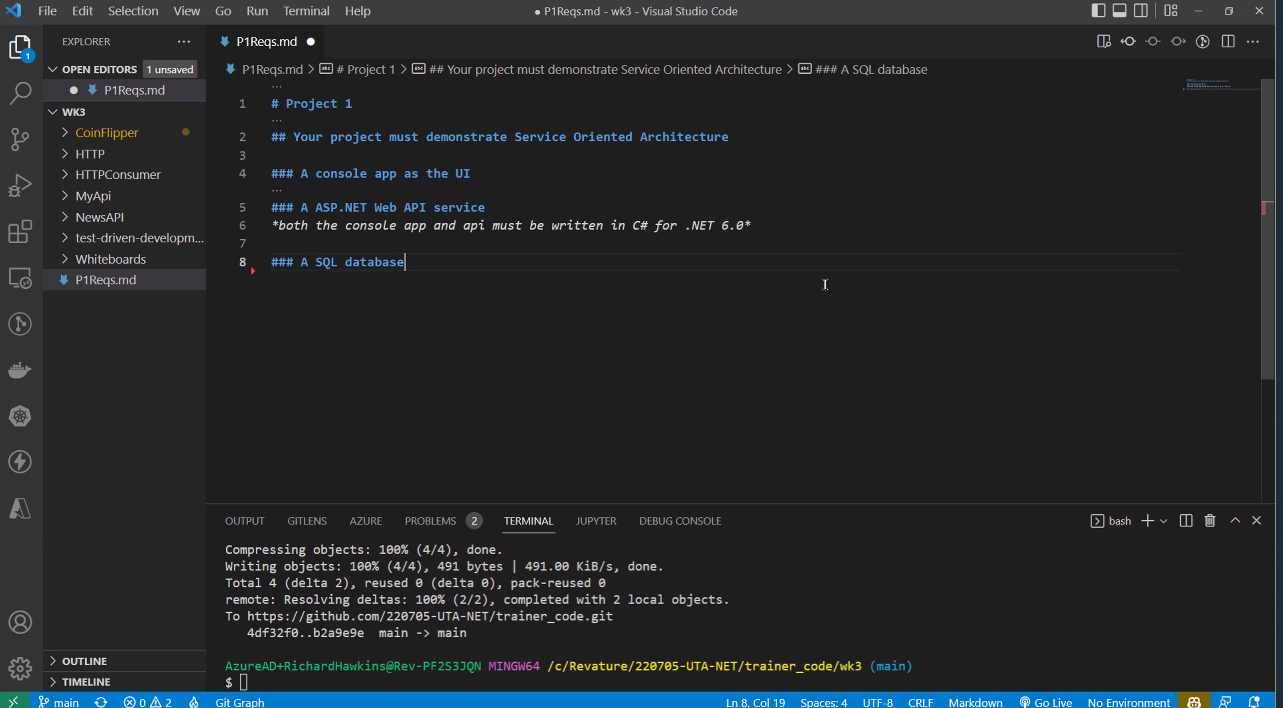 File Edit Selection View Go Run Terminal Help
● P1Reqs.md - wk3 - Visual Studio Code
EXPLORER ...
P1Reqs.md ●
1
OPEN EDITORS 1 unsaved
● P1Reqs.md
WK3
CoinFlipper
HTTP
HTTPConsumer
MyApi
NewsAPI
test-driven-developm...
Whiteboards
P1Reqs.md
OUTLINE
TIMELINE
P1Reqs.md > # Project 1 > ## Your project must demonstrate Service Oriented Architecture > ### A SQL database
...
1 # Project 1
...
2 ## Your project must demonstrate Service Oriented Architecture
3
4 ### A console app as the UI
...
5 ### A ASP.NET Web API service
6 *both the console app and api must be written in C# for .NET 6.0*
7
8 ### A SQL database
OUTPUT GITLENS AZURE PROBLEMS 2 TERMINAL JUPYTER DEBUG CONSOLE
bash
Compressing objects: 100% (4/4), done.
Writing objects: 100% (4/4), 491 bytes | 491.00 KiB/s, done.
Total 4 (delta 2), reused 0 (delta 0), pack-reused 0
remote: Resolving deltas: 100% (2/2), completed with 2 local objects.
To https://github.com/220705-UTA-NET/trainer_code.git
4df32f0..b2a9e9e main -> main
AzureAD+RichardHawkins@Rev-PF2S3JQN MINGW64 /c/Revature/220705-UTA-NET/trainer_code/wk3 (main)
$
main 0 2 Git Graph
Ln 8, Col 19 Spaces: 4 UTF-8 CRLF Markdown Go Live No Environment